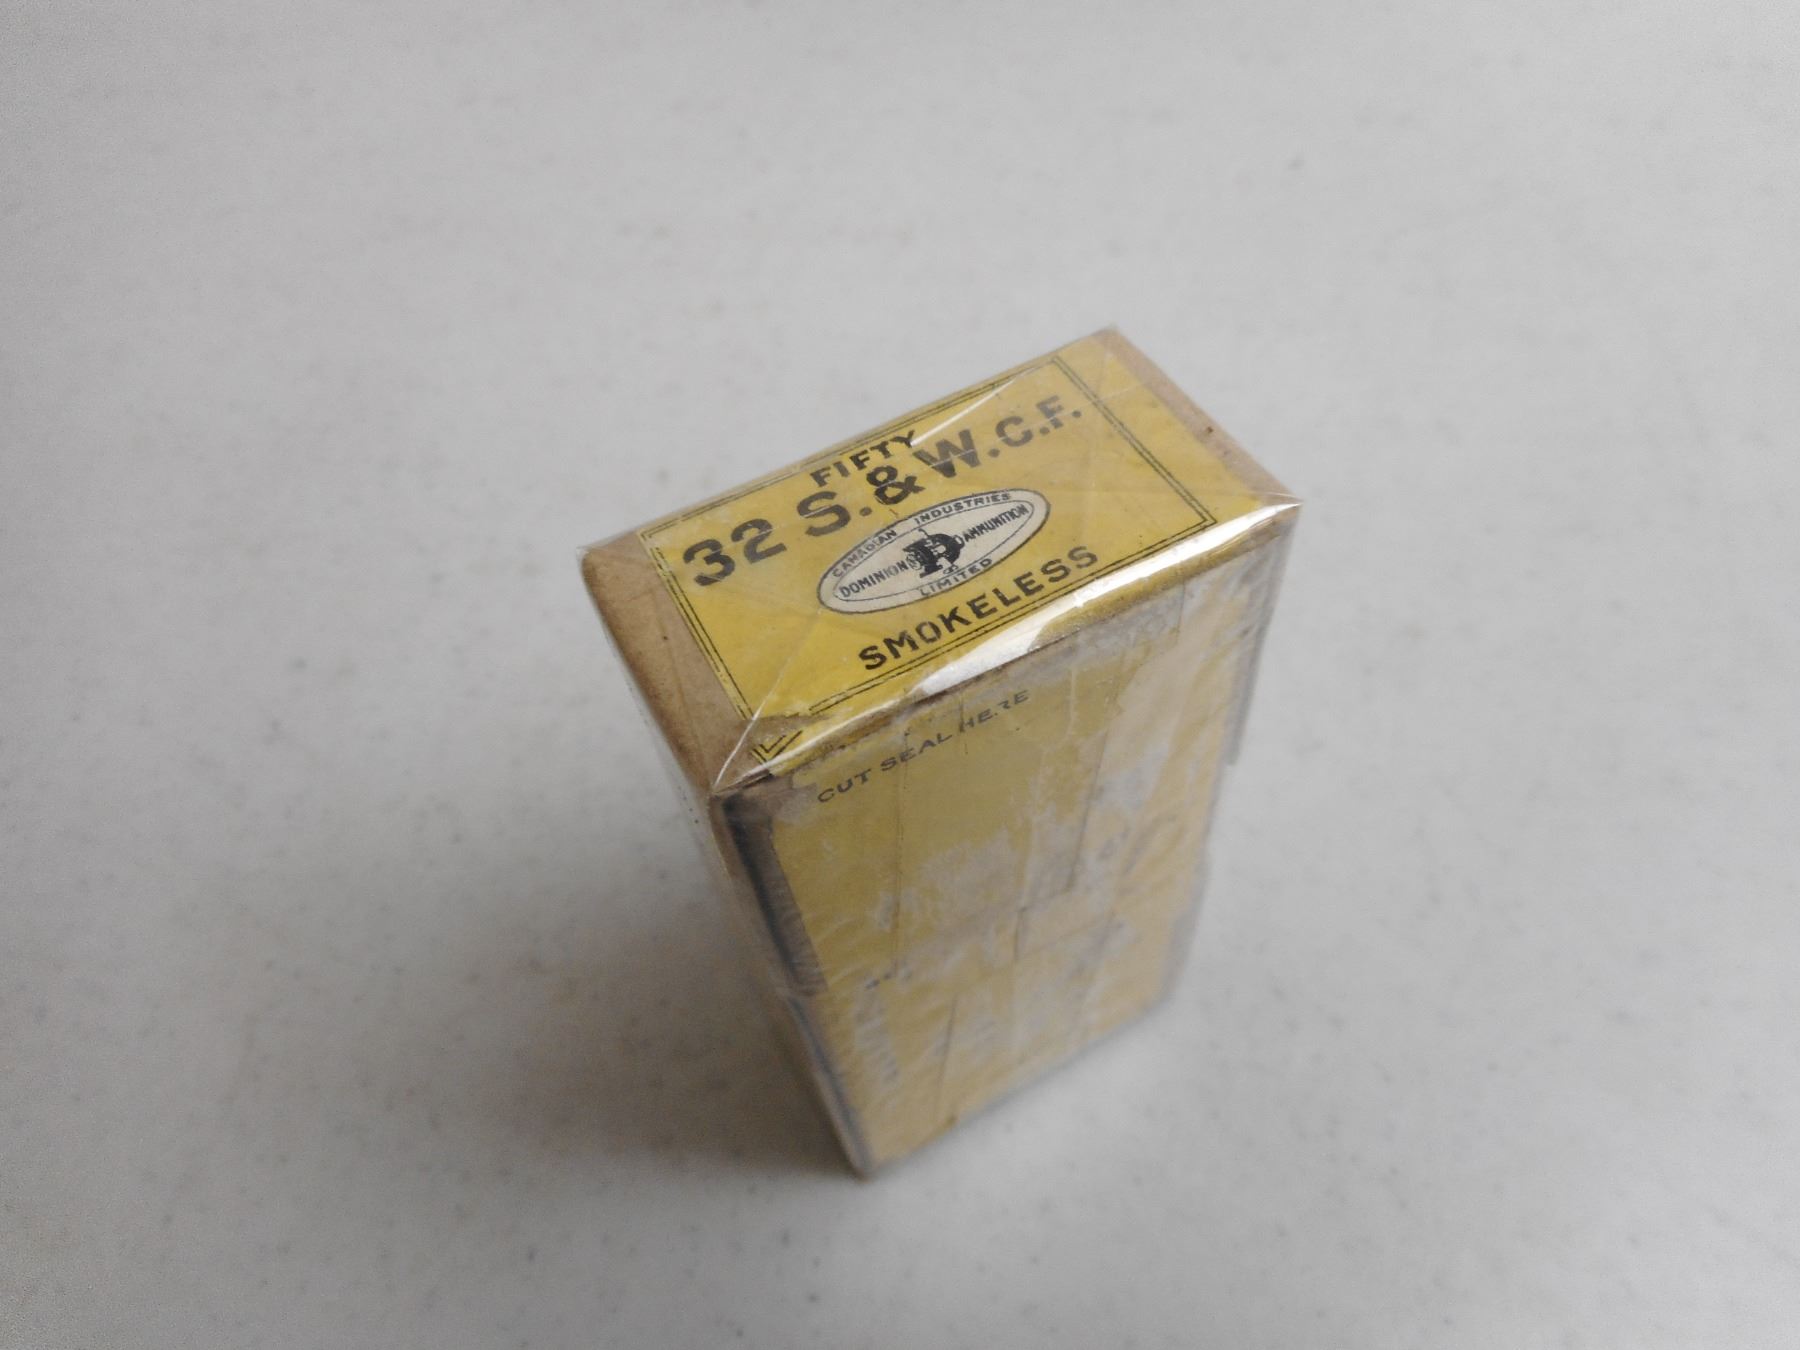 FIFTY
32 S.&W.C.F.
CANADIAN INDUSTRIES
DOMINION D AMMUNITION
LIMITED
SMOKELESS
CUT SEAL HERE